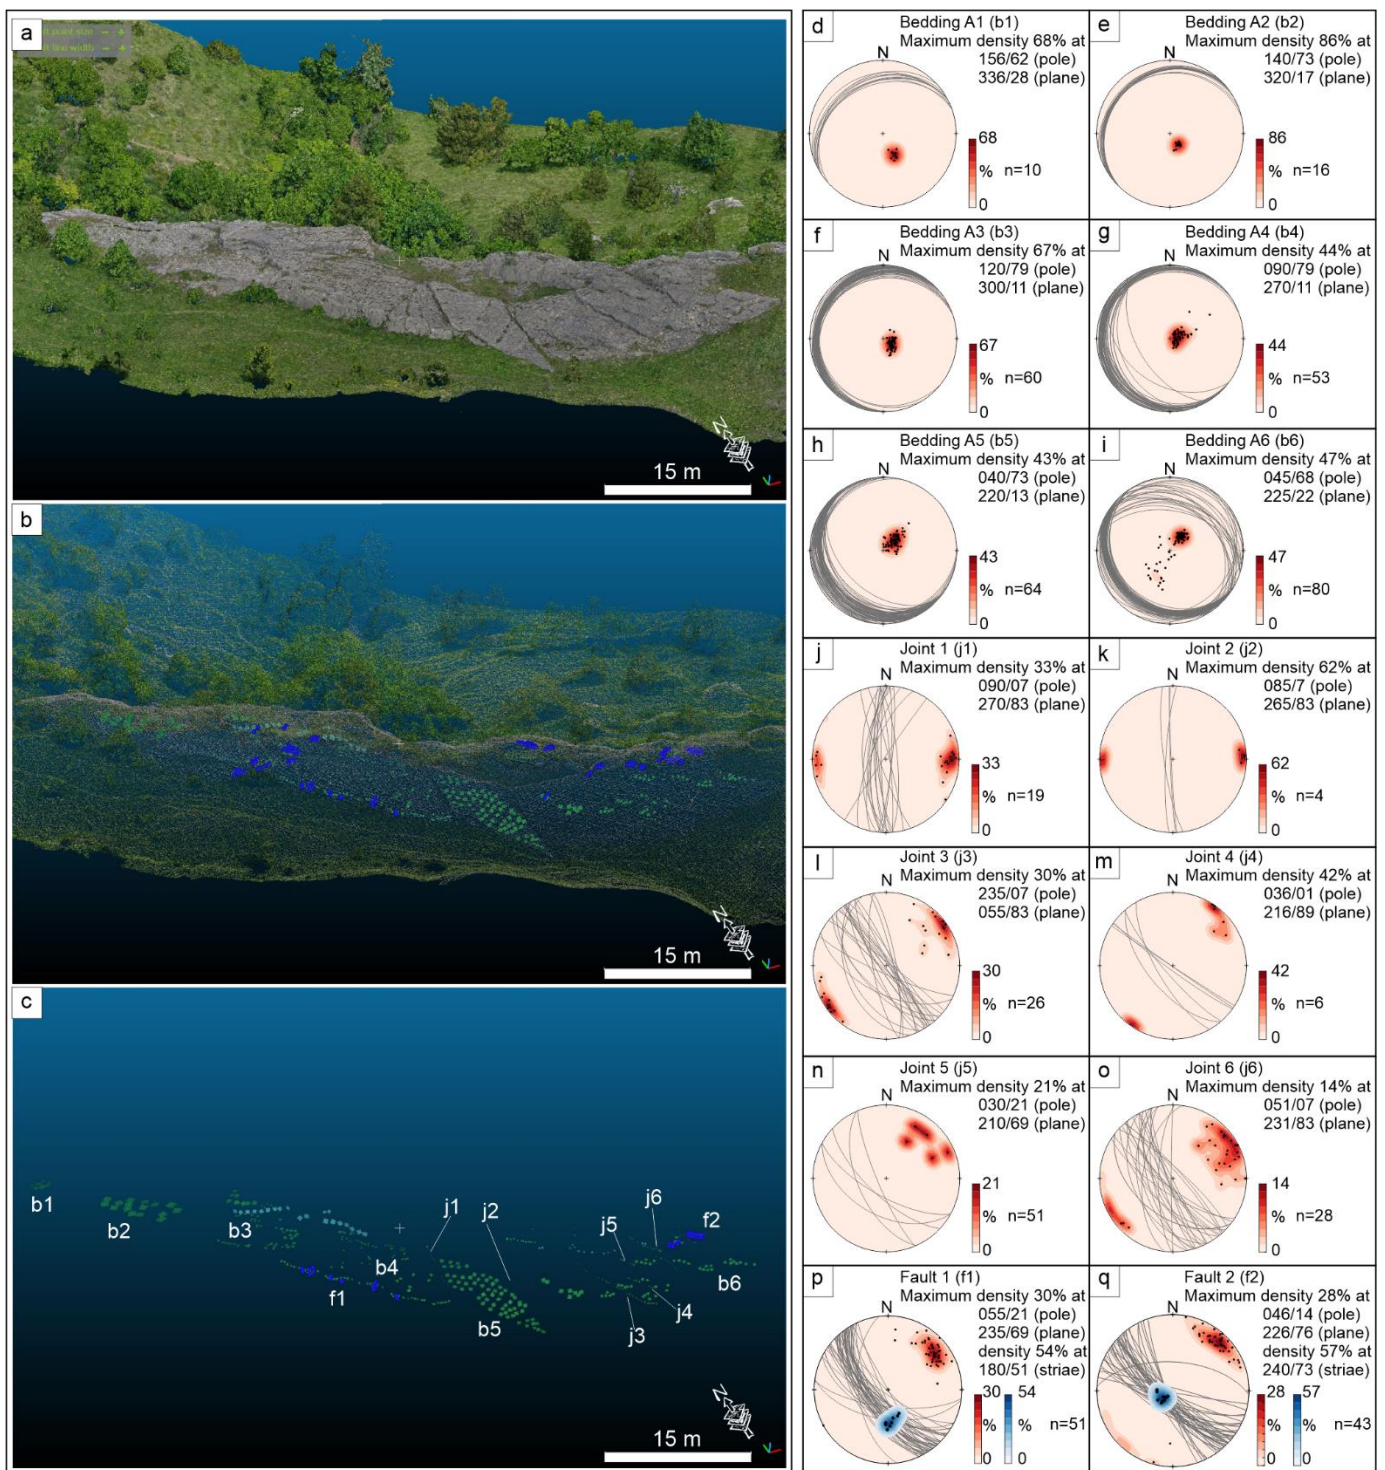 a
t point size − +
t line width − +
N
15 m
b
N
15 m
c
b1
b2
b3
j1
j2
j6
j5
f2
b4
b6
f1
b5
j4
j3
N
15 m
d
Bedding A1 (b1)
Maximum density 68% at
156/62 (pole)
336/28 (plane)
N
68
% n=10
0
e
Bedding A2 (b2)
Maximum density 86% at
140/73 (pole)
320/17 (plane)
N
86
% n=16
0
f
Bedding A3 (b3)
Maximum density 67% at
120/79 (pole)
300/11 (plane)
N
67
% n=60
0
g
Bedding A4 (b4)
Maximum density 44% at
090/79 (pole)
270/11 (plane)
N
44
% n=53
0
h
Bedding A5 (b5)
Maximum density 43% at
040/73 (pole)
220/13 (plane)
N
43
% n=64
0
i
Bedding A6 (b6)
Maximum density 47% at
045/68 (pole)
225/22 (plane)
N
47
% n=80
0
j
Joint 1 (j1)
Maximum density 33% at
090/07 (pole)
270/83 (plane)
N
33
% n=19
0
k
Joint 2 (j2)
Maximum density 62% at
085/7 (pole)
265/83 (plane)
N
62
% n=4
0
l
Joint 3 (j3)
Maximum density 30% at
235/07 (pole)
055/83 (plane)
N
30
% n=26
0
m
Joint 4 (j4)
Maximum density 42% at
036/01 (pole)
216/89 (plane)
N
42
% n=6
0
n
Joint 5 (j5)
Maximum density 21% at
030/21 (pole)
210/69 (plane)
N
21
% n=51
0
o
Joint 6 (j6)
Maximum density 14% at
051/07 (pole)
231/83 (plane)
N
14
% n=28
0
p
Fault 1 (f1)
Maximum density 30% at
055/21 (pole)
235/69 (plane)
density 54% at
180/51 (striae)
N
30 54
% % n=51
0 0
q
Fault 2 (f2)
Maximum density 28% at
046/14 (pole)
226/76 (plane)
density 57% at
240/73 (striae)
N
28 57
% % n=43
0 0